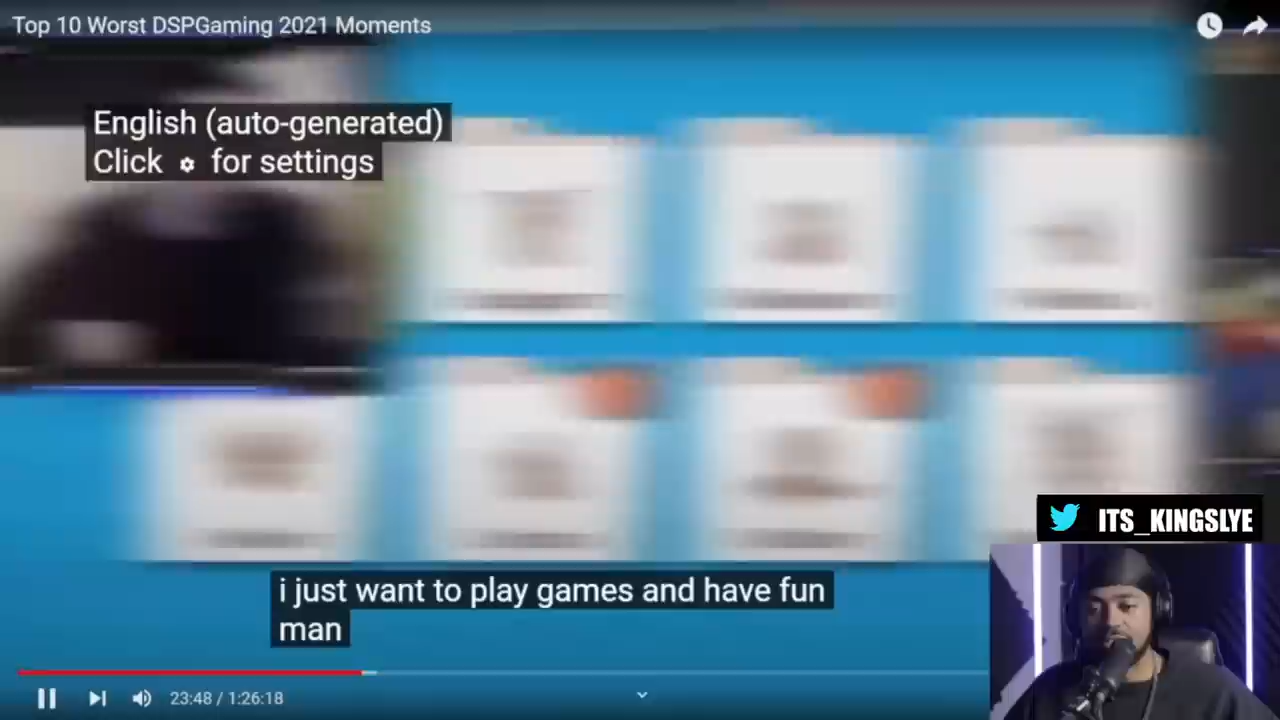 Top 10 Worst DSPGaming 2021 Moments
English (auto-generated)
Click for settings
i just want to play games and have fun
man
ITS_KINGSLYE
23:48 / 1:26:18